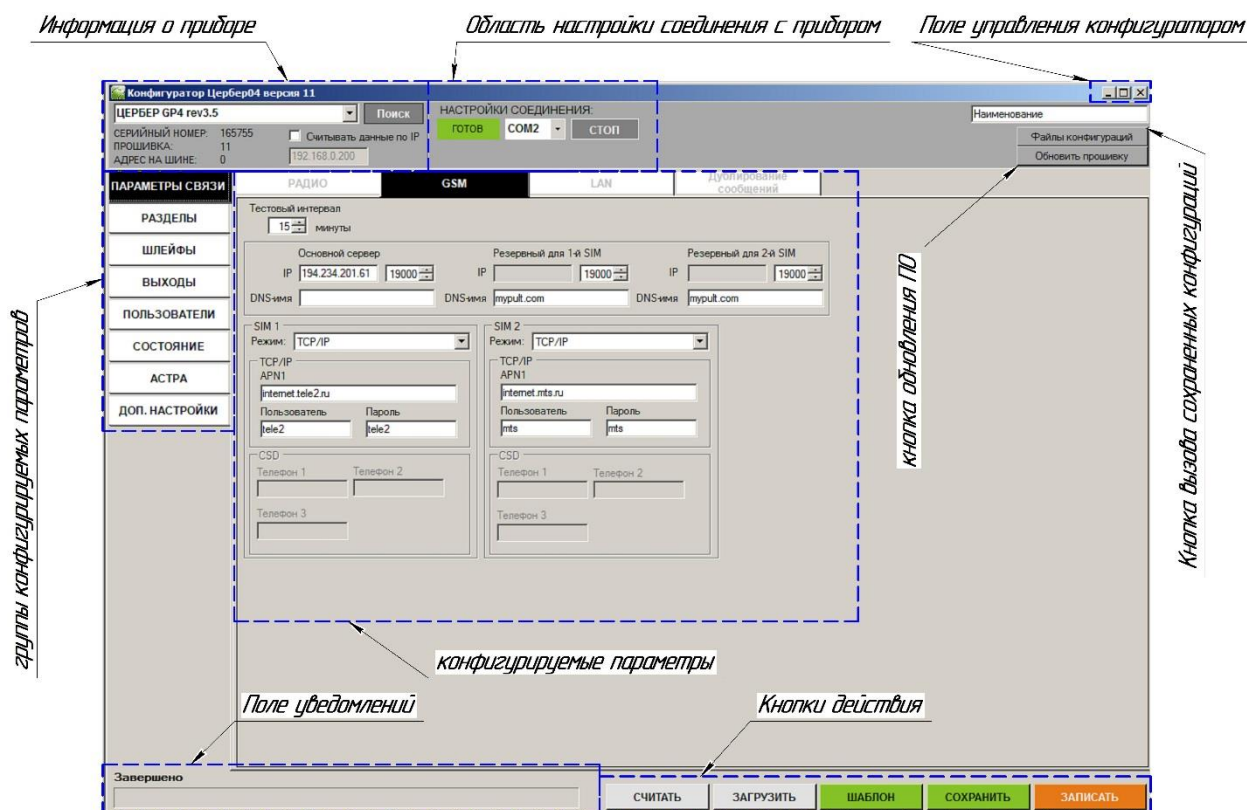 Информация о приборе
Область настройки соединения с прибором
Поле управления конфигуратором
Конфигуратор Цербер04 версия 11
ЦЕРБЕР GP4 rev3.5
Поиск
СЕРИЙНЫЙ НОМЕР: 165755
ПРОШИВКА: 11
АДРЕС НА ШИНЕ: 0
Считывать данные по IP
192.168.0.200
НАСТРОЙКИ СОЕДИНЕНИЯ:
ГОТОВ
COM2
СТОП
Наименование
Файлы конфигураций
Обновить прошивку
ПАРАМЕТРЫ СВЯЗИ
РАЗДЕЛЫ
ШЛЕЙФЫ
ВЫХОДЫ
ПОЛЬЗОВАТЕЛИ
СОСТОЯНИЕ
АСТРА
ДОП. НАСТРОЙКИ
РАДИО
GSM
LAN
Дублирование сообщений
Тестовый интервал
15 минуты
Основной сервер
Резервный для 1-й SIM
Резервный для 2-й SIM
IP 194.234.201.61 19000
IP 19000
IP 19000
DNS-имя
DNS-имя mypult.com
DNS-имя mypult.com
SIM 1
Режим: TCP/IP
TCP/IP
APN1
internet.tele2.ru
Пользователь Пароль
tele2 tele2
CSD
Телефон 1 Телефон 2
Телефон 3
SIM 2
Режим: TCP/IP
TCP/IP
APN1
internet.mts.ru
Пользователь Пароль
mts mts
CSD
Телефон 1 Телефон 2
Телефон 3
группы конфигурируемых параметров
кнопка обновления ПО
Кнопка вызова сохраненных конфигураций
конфигурируемые параметры
Поле уведомлений
Кнопки действия
Завершено
СЧИТАТЬ
ЗАГРУЗИТЬ
ШАБЛОН
СОХРАНИТЬ
ЗАПИСАТЬ